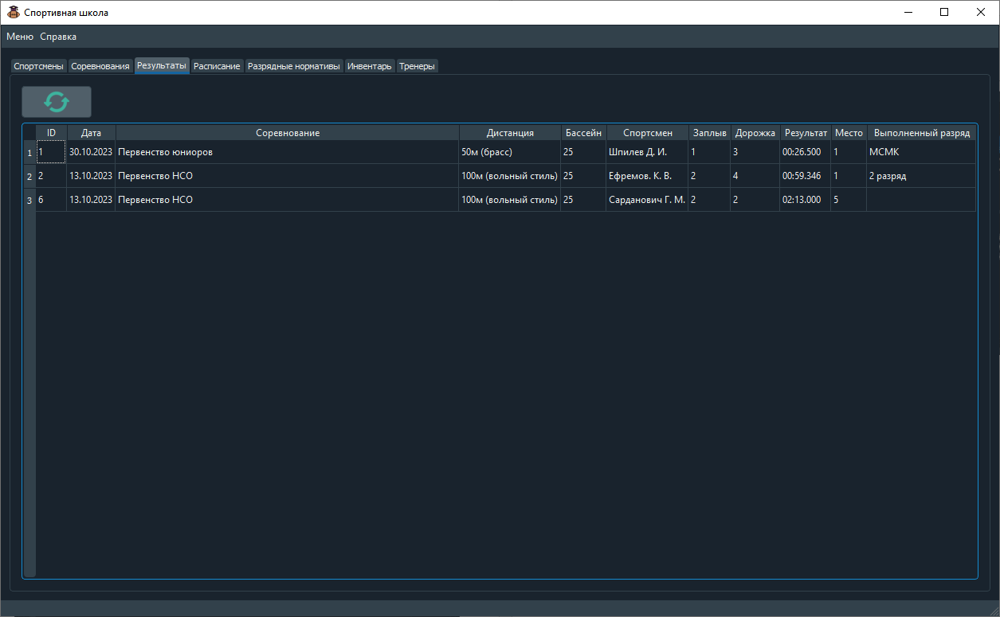 Спортивная школа
Меню Справка
Спортсмены Соревнования Результаты Расписание Разрядные нормативы Инвентарь Тренеры
ID Дата Соревнование Дистанция Бассейн Спортсмен Заплыв Дорожка Результат Место Выполненный разряд
1 1 30.10.2023 Первенство юниоров 50м (брасс) 25 Шпилев Д. И. 1 3 00:26.500 1 МСМК
2 2 13.10.2023 Первенство НСО 100м (вольный стиль) 25 Ефремов. К. В. 2 4 00:59.346 1 2 разряд
3 6 13.10.2023 Первенство НСО 100м (вольный стиль) 25 Сарданович Г. М. 2 2 02:13.000 5